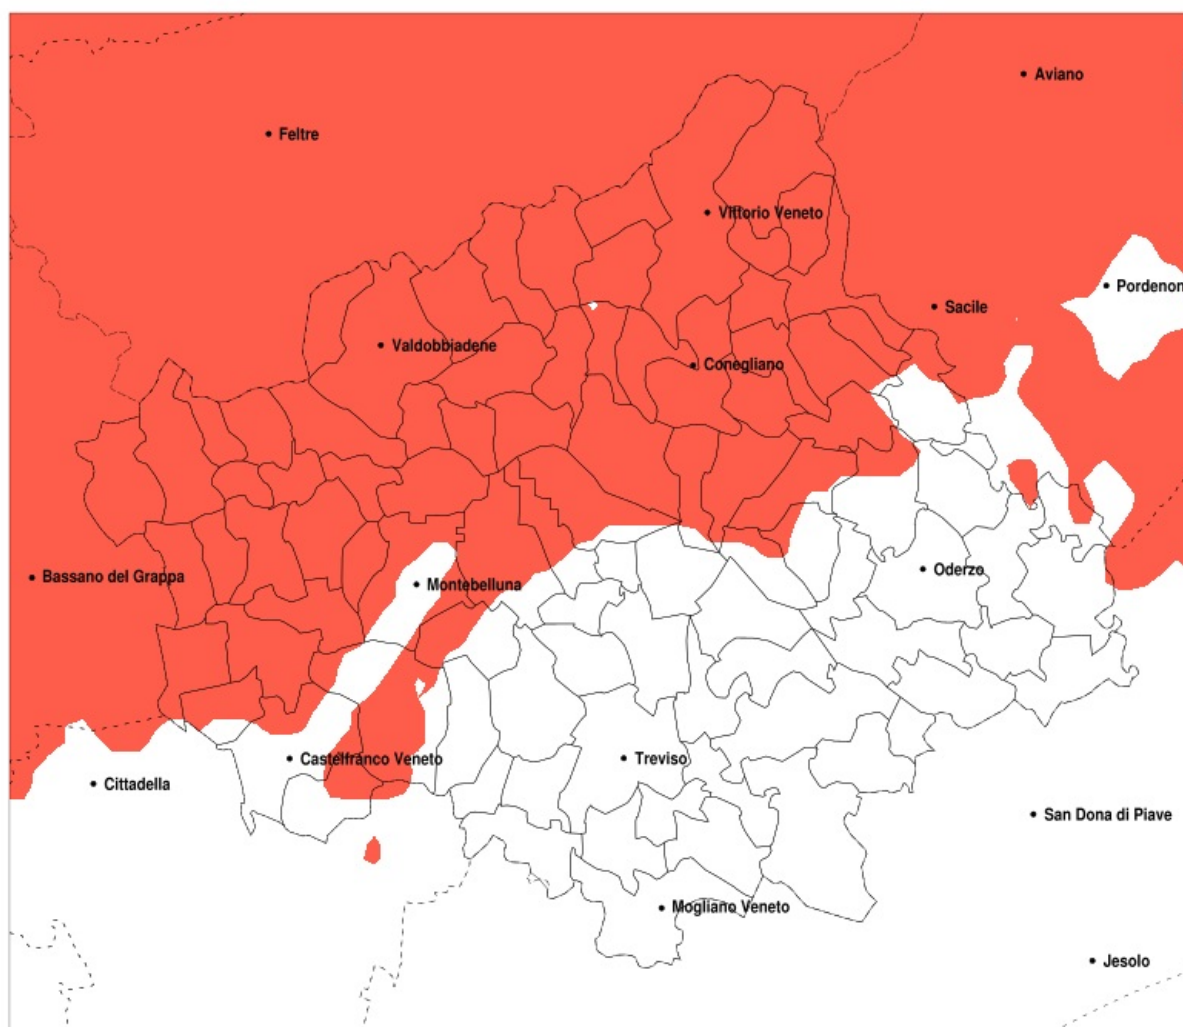 Aviano
Feltre
Vittorio Veneto
Pordenon
Sacile
Valdobbiadene
Conegliano
Oderzo
Bassano del Grappa
Montebelluna
Castelfranco Veneto
Treviso
Cittadella
San Dona di Piave
Mogliano Veneto
Jesolo